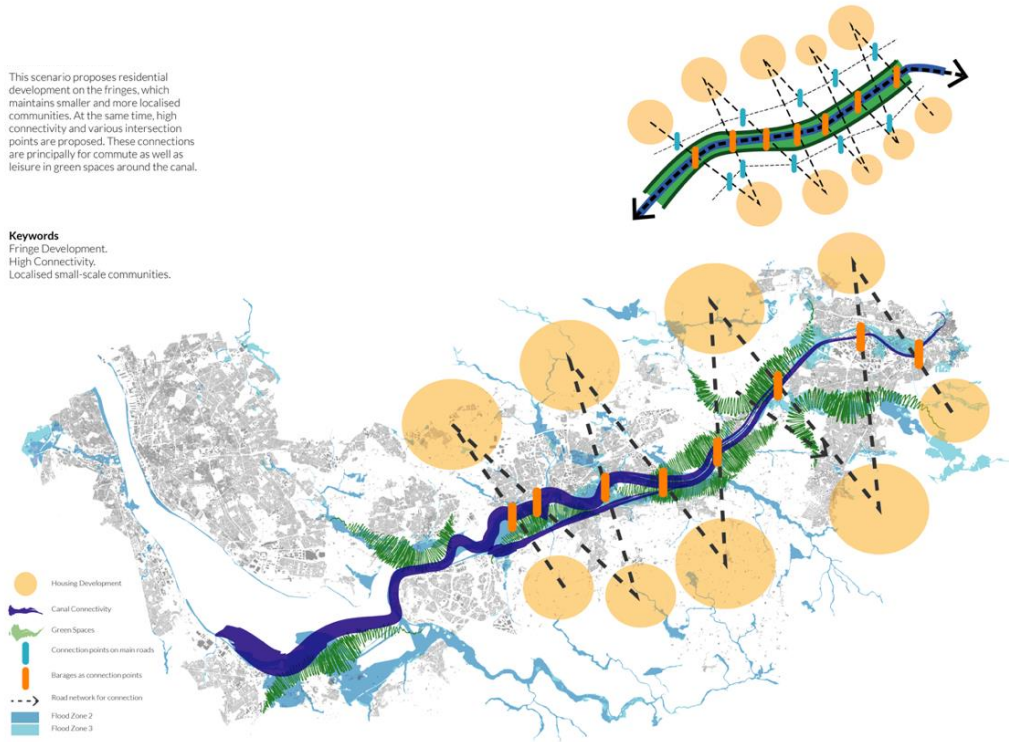 This scenario proposes residential
development on the fringes, which
maintains smaller and more localised
communities. At the same time, high
connectivity and various intersection
points are proposed. These connections
are principally for commute as well as
leisure in green spaces around the canal.
Keywords
Fringe Development.
High Connectivity.
Localised small-scale communities.
Housing Development
Canal Connectivity
Green Spaces
Connection points on main roads
Barages as connection points
Road network for connection
Flood Zone 2
Flood Zone 3